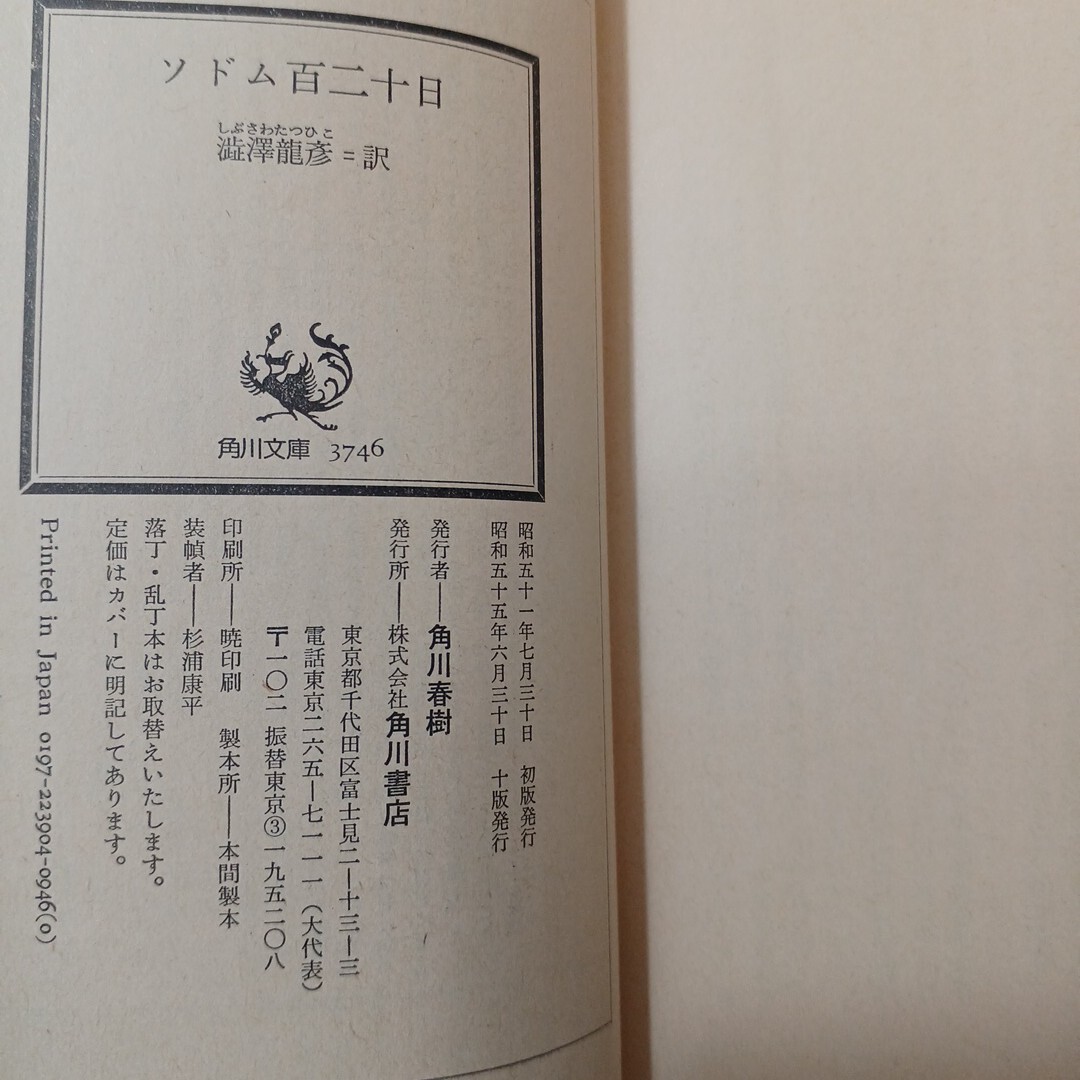 ソドム百二十日
しぶさわたつひこ
澁澤龍彥=訳
角川文庫 3746
昭和五十一年七月三十日 初版発行
昭和五十五年六月三十日 十版発行
発行者――角川春樹
発行所――株式会社角川書店
東京都千代田区富士見二―十三―三
電話東京二六五―七一一一(大代表)
〒一〇二 振替東京③一九五二〇八
印刷所――暁印刷 製本所――本間製本
装幀者――杉浦康平
落丁・乱丁本はお取替えいたします。
定価はカバーに明記してあります。
Printed in Japan 0197-223904-0946(0)